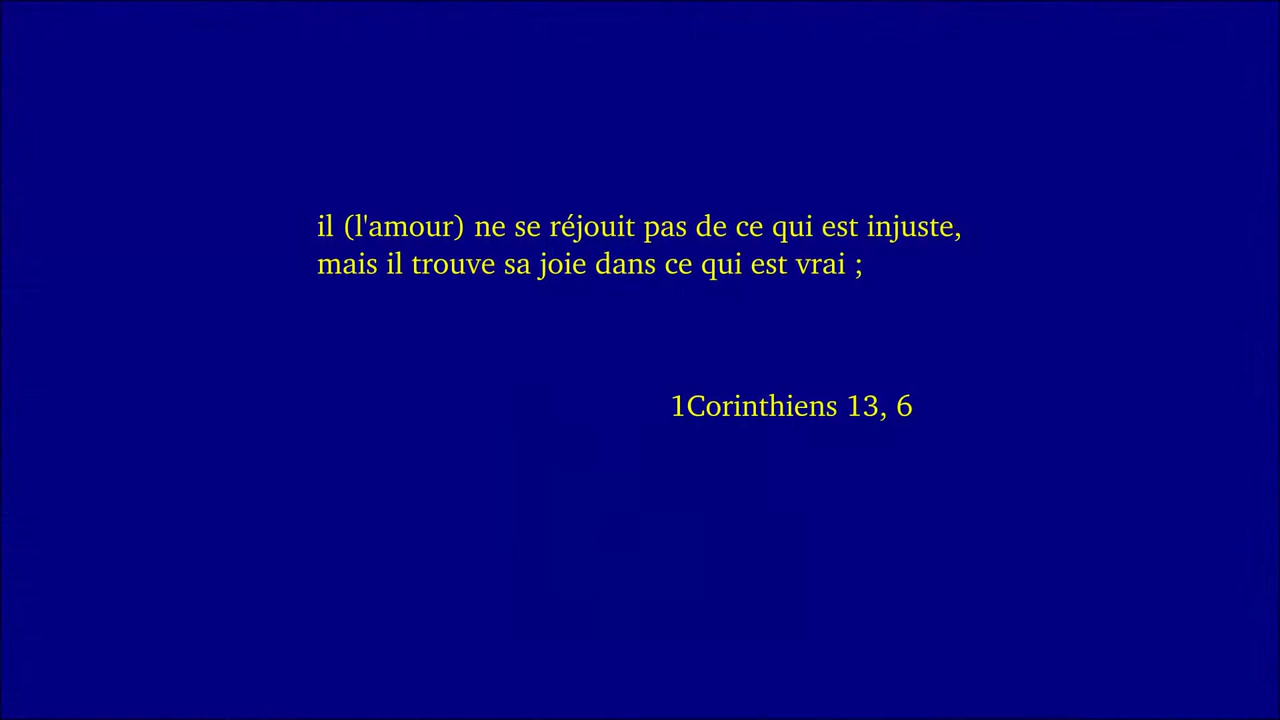 il (l'amour) ne se réjouit pas de ce qui est injuste,
mais il trouve sa joie dans ce qui est vrai ;
1Corinthiens 13, 6